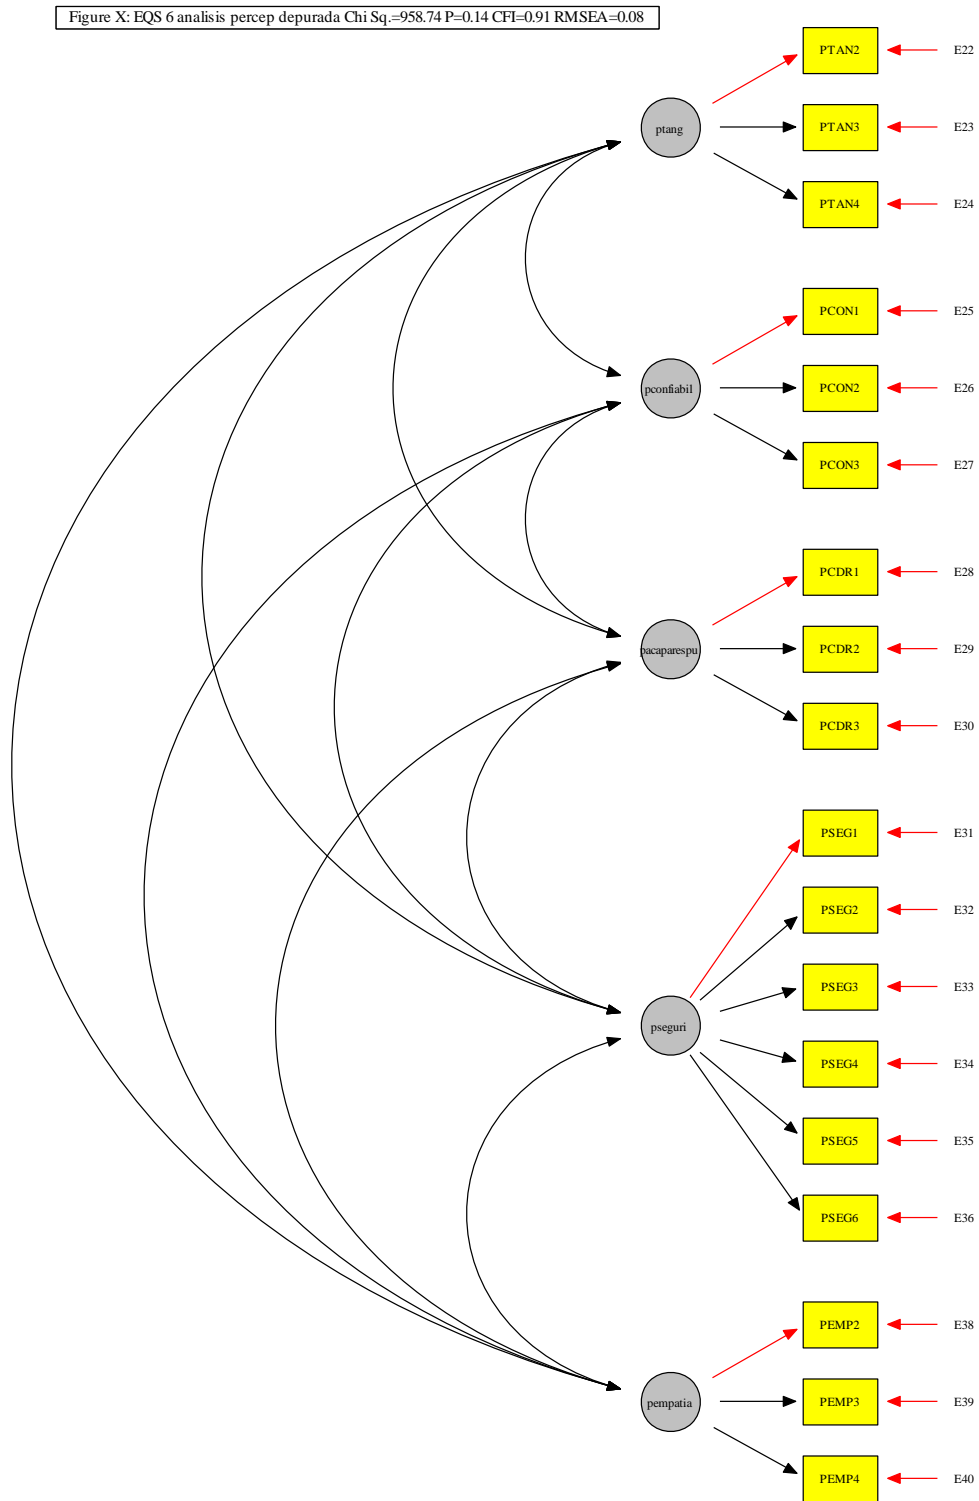 Figure X: EQS 6 analisis percep depurada Chi Sq.=958.74 P=0.14 CFI=0.91 RMSEA=0.08
PTAN2 E22
ptang
PTAN3 E23
PTAN4 E24
PCON1 E25
pconfiabil
PCON2 E26
PCON3 E27
PCDR1 E28
pacaparespu
PCDR2 E29
PCDR3 E30
PSEG1 E31
PSEG2 E32
PSEG3 E33
pseguri
PSEG4 E34
PSEG5 E35
PSEG6 E36
PEMP2 E38
pempatia
PEMP3 E39
PEMP4 E40